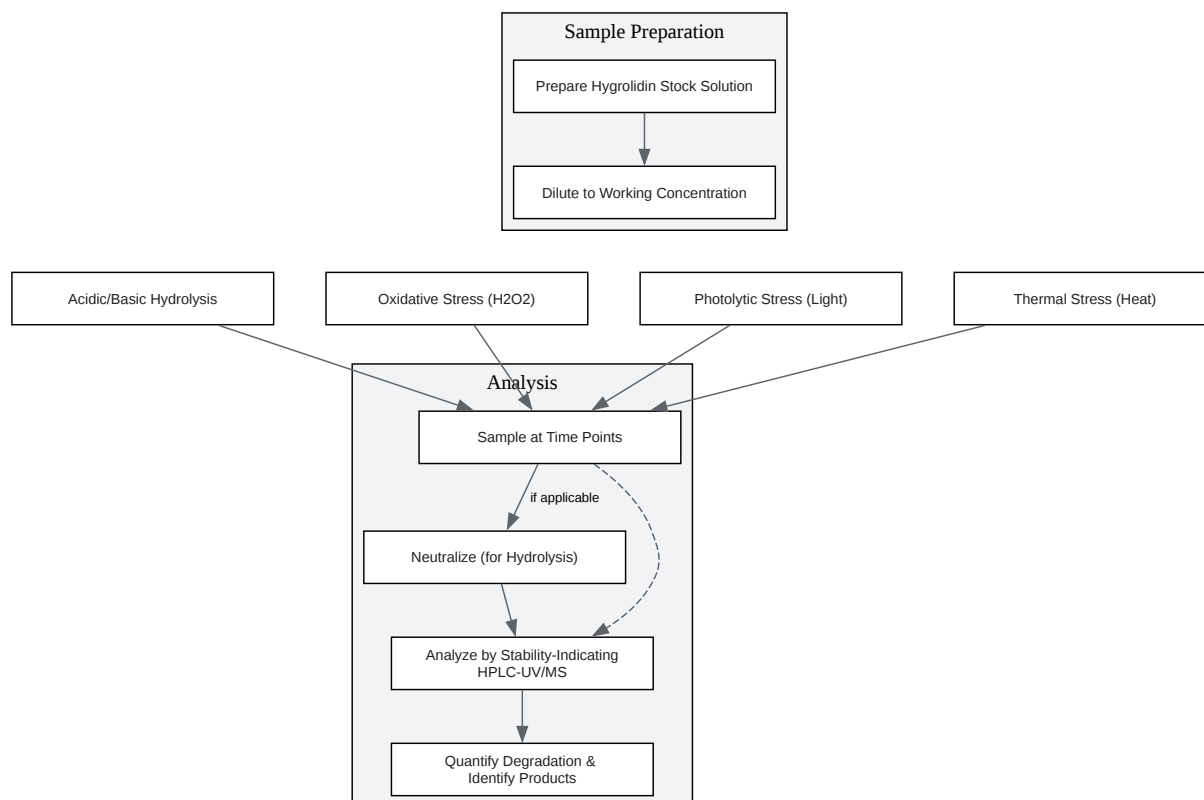 Sample Preparation
Prepare Hygrolidin Stock Solution
Dilute to Working Concentration
Acidic/Basic Hydrolysis
Oxidative Stress (H2O2)
Photolytic Stress (Light)
Thermal Stress (Heat)
Analysis
Sample at Time Points
if applicable
Neutralize (for Hydrolysis)
Analyze by Stability-Indicating
HPLC-UV/MS
Quantify Degradation &
Identify Products